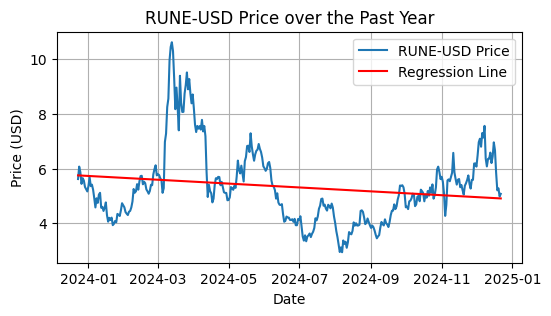 RUNE-USD Price over the Past Year
RUNE-USD Price
Regression Line
Price (USD)
10
8
6
4
2024-01
2024-03
2024-05
2024-07
2024-09
2024-11
2025-01
Date